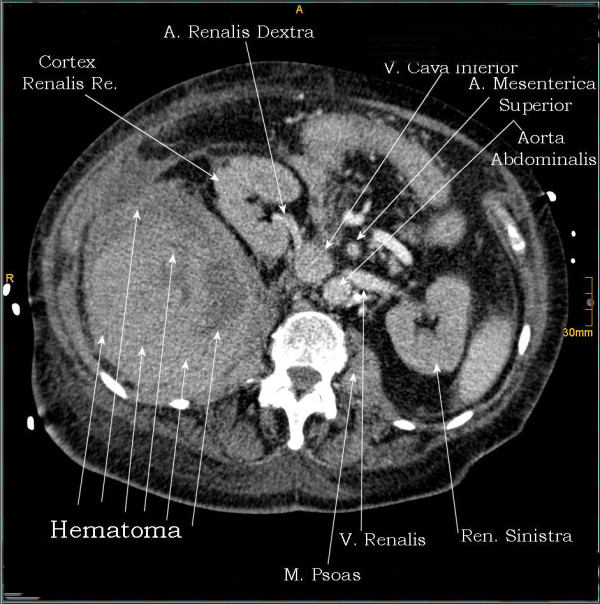 A
A. Renalis Dextra
Cortex
Renalis Re.
V. Cava Inferior
A. Mesenterica
Superior
Aorta
Abdominalis
R
30mm
Hematoma
V. Renalis
Ren. Sinistra
M. Psoas